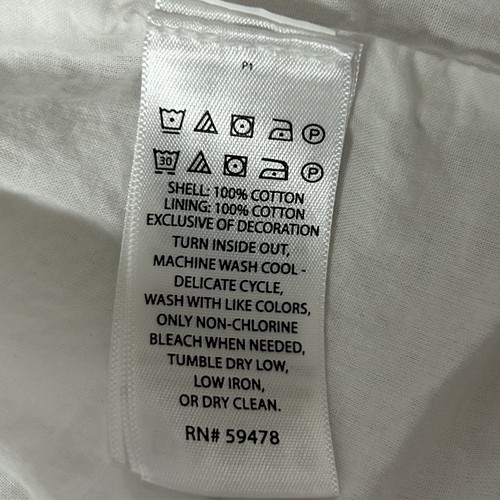 P1
P
30 P
SHELL: 100% COTTON
LINING: 100% COTTON
EXCLUSIVE OF DECORATION
TURN INSIDE OUT,
MACHINE WASH COOL -
DELICATE CYCLE,
WASH WITH LIKE COLORS,
ONLY NON-CHLORINE
BLEACH WHEN NEEDED,
TUMBLE DRY LOW,
LOW IRON,
OR DRY CLEAN.
RN# 59478